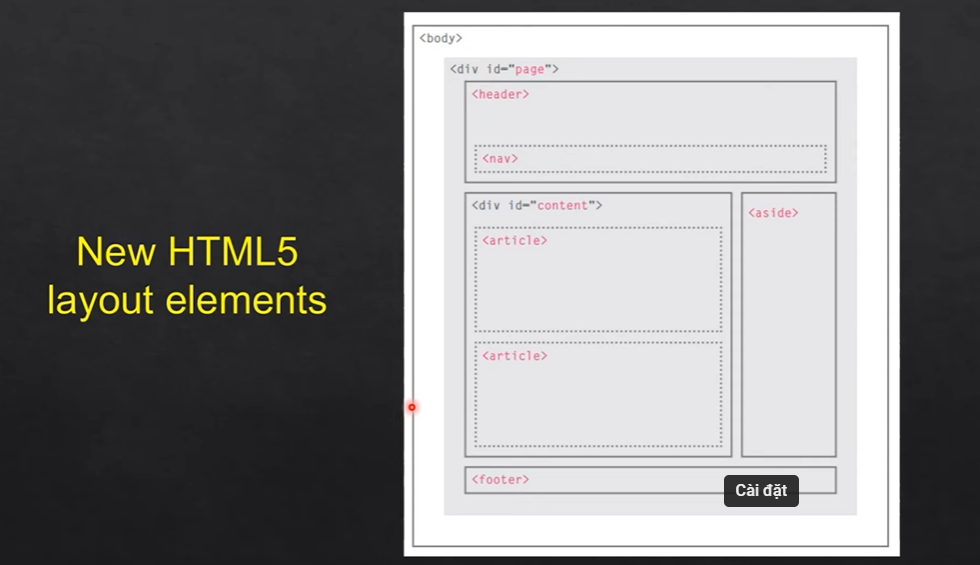 New HTML5
layout elements
<body>
<div id="page">
<header>
<nav>
<div id="content">
<aside>
<article>
<article>
<footer>
Cài đặt